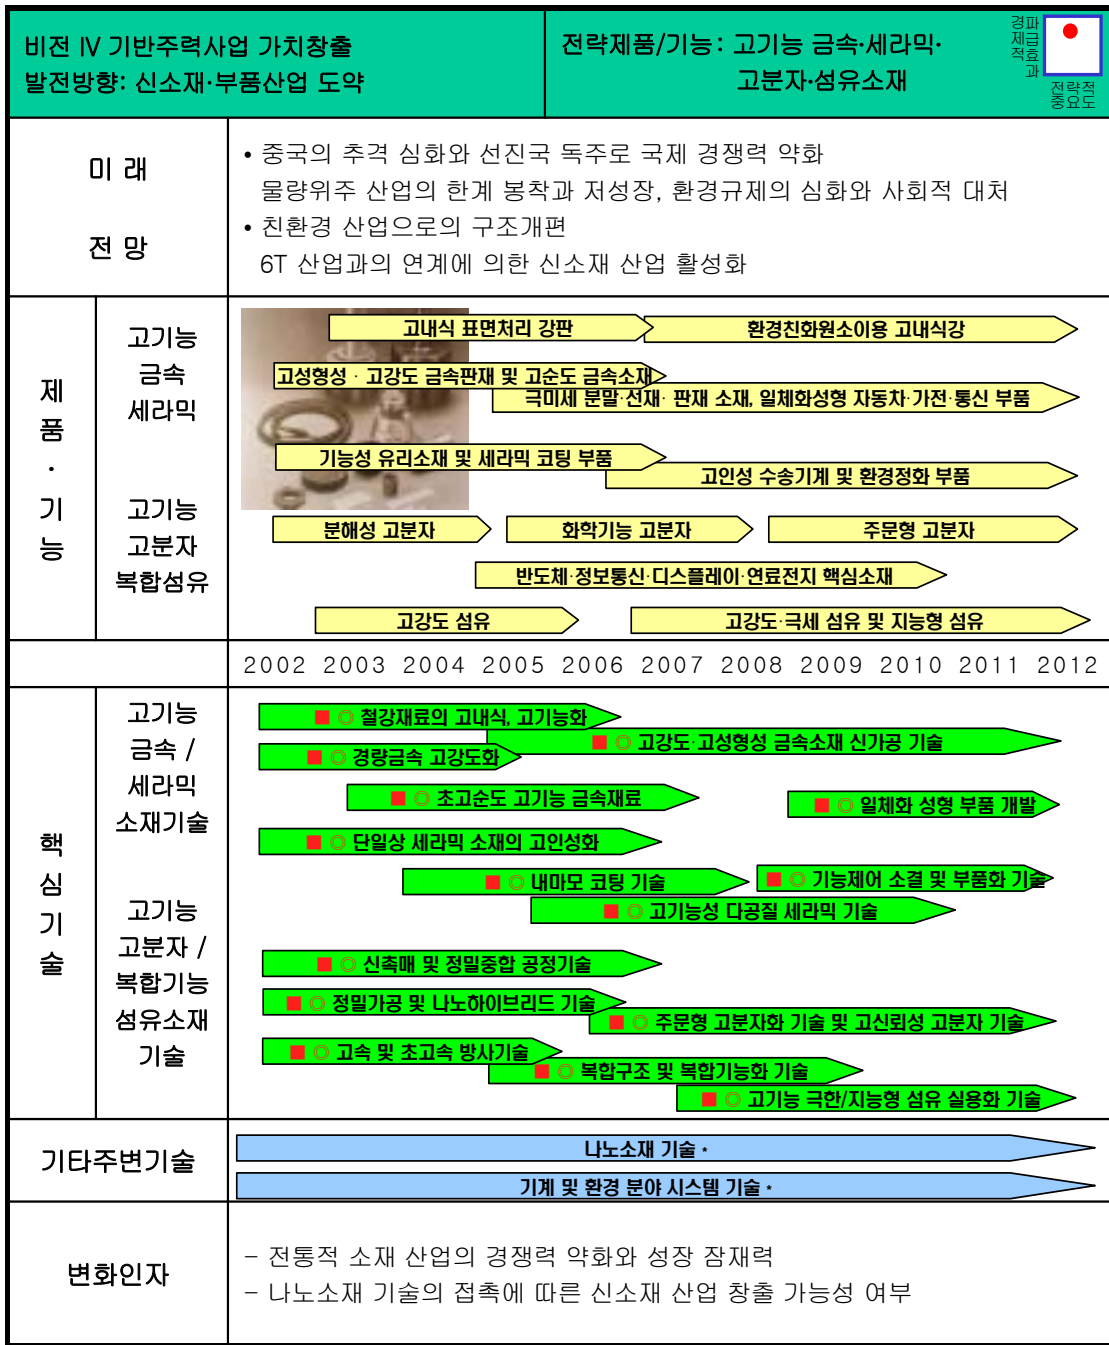 비전 Ⅳ 기반주력사업 가치창출
발전방향: 신소재·부품산업 도약
전략제품/기능: 고기능 금속·세라믹·
고분자·섬유소재
경제적
파급효과
전략적
중요도
미 래
전 망
• 중국의 추격 심화와 선진국 독주로 국제 경쟁력 약화
물량위주 산업의 한계 봉착과 저성장, 환경규제의 심화와 사회적 대처
• 친환경 산업으로의 구조개편
6T 산업과의 연계에 의한 신소재 산업 활성화
제
품
·
기
능
고기능
금속
세라믹
고내식 표면처리 강판
환경친화원소이용 고내식강
고성형성 · 고강도 금속판재 및 고순도 금속소재
극미세 분말·선재· 판재 소재, 일체화성형 자동차·가전·통신 부품
기능성 유리소재 및 세라믹 코팅 부품
고인성 수송기계 및 환경정화 부품
고기능
고분자
복합섬유
분해성 고분자
화학기능 고분자
주문형 고분자
반도체·정보통신·디스플레이·연료전지 핵심소재
고강도 섬유
고강도·극세 섬유 및 지능형 섬유
2002 2003 2004 2005 2006 2007 2008 2009 2010 2011 2012
핵
심
기
술
고기능
금속 /
세라믹
소재기술
■ ◎ 철강재료의 고내식, 고기능화
■ ◎ 고강도·고성형성 금속소재 신가공 기술
■ ◎ 경량금속 고강도화
■ ◎ 초고순도 고기능 금속재료
■ ◎ 일체화 성형 부품 개발
■ ◎ 단일상 세라믹 소재의 고인성화
■ ◎ 내마모 코팅 기술
■ ◎ 기능제어 소결 및 부품화 기술
■ ◎ 고기능성 다공질 세라믹 기술
고기능
고분자 /
복합기능
섬유소재
기술
■ ◎ 신촉매 및 정밀중합 공정기술
■ ◎ 정밀가공 및 나노하이브리드 기술
■ ◎ 주문형 고분자화 기술 및 고신뢰성 고분자 기술
■ ◎ 고속 및 초고속 방사기술
■ ◎ 복합구조 및 복합기능화 기술
■ ◎ 고기능 극한/지능형 섬유 실용화 기술
기타주변기술
나노소재 기술 *
기계 및 환경 분야 시스템 기술 *
변화인자
– 전통적 소재 산업의 경쟁력 약화와 성장 잠재력
– 나노소재 기술의 접촉에 따른 신소재 산업 창출 가능성 여부